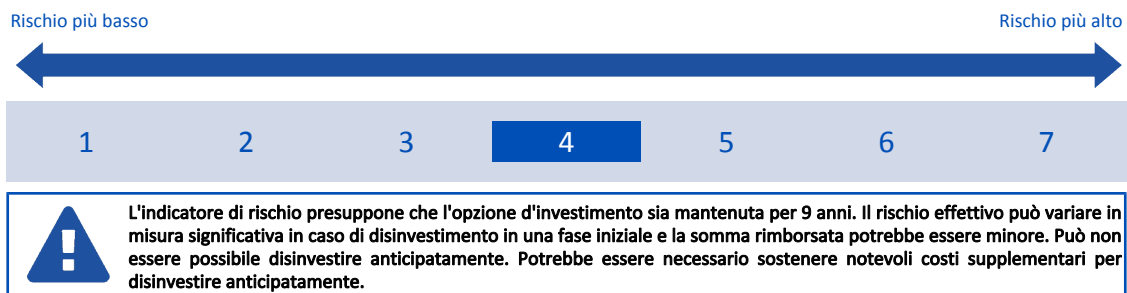 Rischio più basso Rischio più alto
1 2 3 4 5 6 7
L'indicatore di rischio presuppone che l'opzione d'investimento sia mantenuta per 9 anni. Il rischio effettivo può variare in
misura significativa in caso di disinvestimento in una fase iniziale e la somma rimborsata potrebbe essere minore. Può non
essere possibile disinvestire anticipatamente. Potrebbe essere necessario sostenere notevoli costi supplementari per
disinvestire anticipatamente.